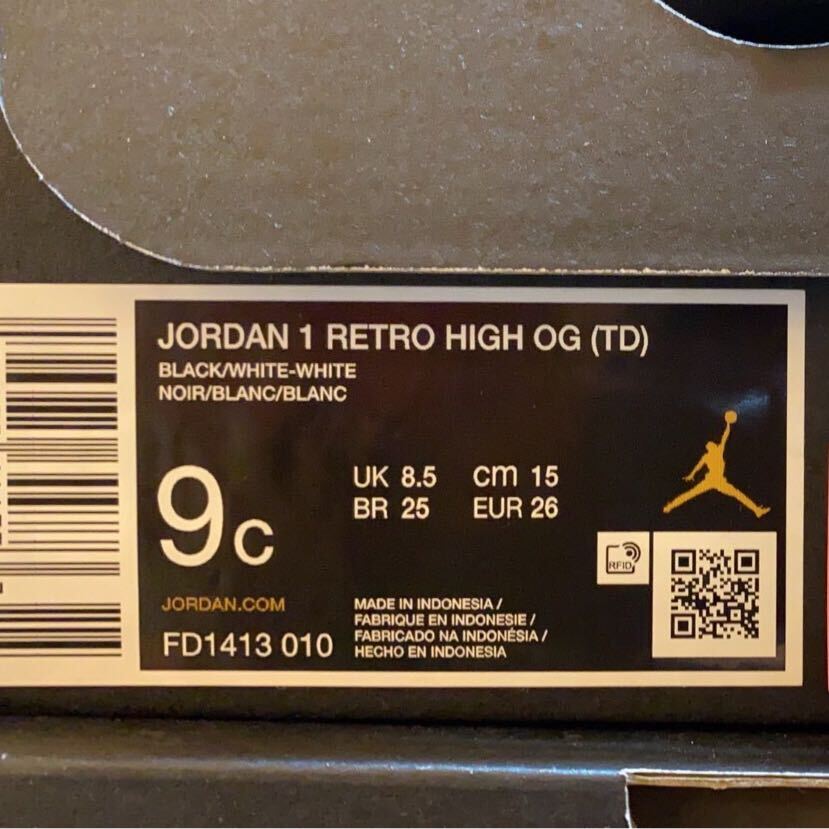 JORDAN 1 RETRO HIGH OG (TD)
BLACK/WHITE-WHITE
NOIR/BLANC/BLANC
9c
UK 8.5 cm 15
BR 25 EUR 26
RFID
JORDAN.COM
FD1413 010
MADE IN INDONESIA /
FABRIQUE EN INDONESIE /
FABRICADO NA INDONÉSIA /
HECHO EN INDONESIA